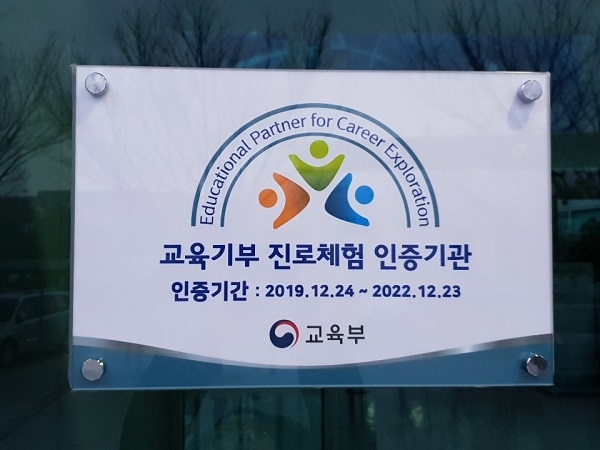 Educational Partner for Career Exploration
교육기부 진로체험 인증기관
인증기간 : 2019.12.24 ~ 2022.12.23
교육부